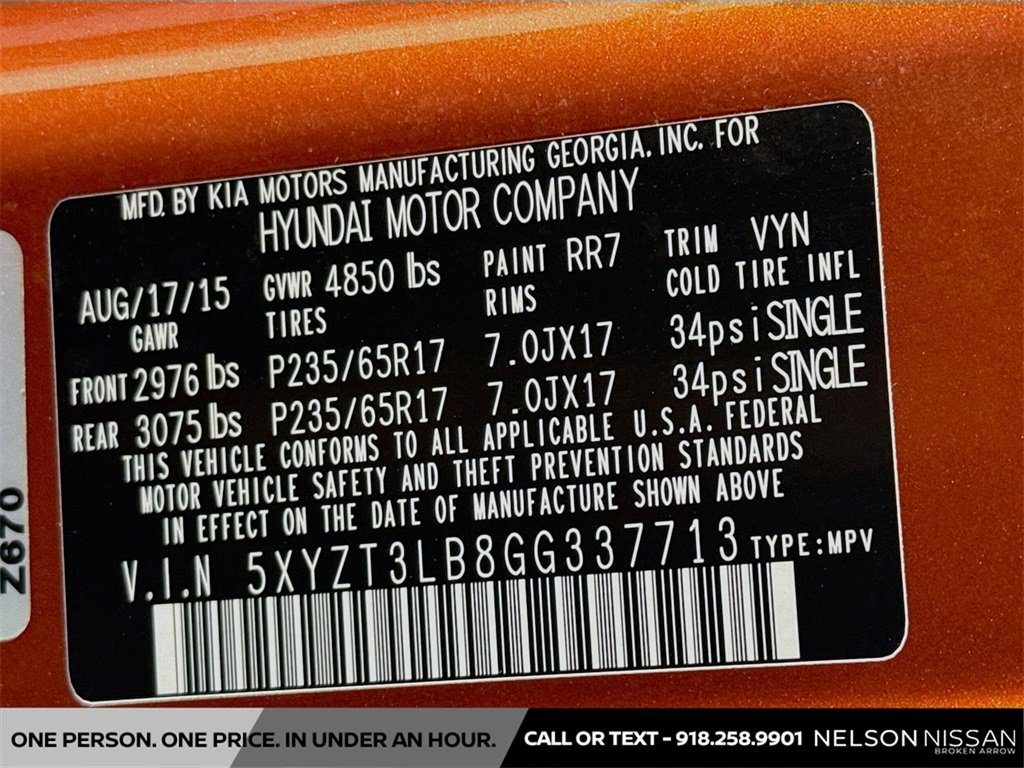 MFD. BY KIA MOTORS MANUFACTURING GEORGIA. INC. FOR
HYUNDAI MOTOR COMPANY
AUG/17/15 GVWR 4850 lbs PAINT RR7 TRIM VYN
GAWR TIRES RIMS COLD TIRE INFL
FRONT 2976 lbs P235/65R17 7.0JX17 34psi SINGLE
REAR 3075 lbs P235/65R17 7.0JX17 34psi SINGLE
THIS VEHICLE CONFORMS TO ALL APPLICABLE U.S.A. FEDERAL
MOTOR VEHICLE SAFETY AND THEFT PREVENTION STANDARDS
IN EFFECT ON THE DATE OF MANUFACTURE SHOWN ABOVE
V.I.N 5XYZT3LB8GG337713 TYPE:MPV
Z670
ONE PERSON. ONE PRICE. IN UNDER AN HOUR. CALL OR TEXT - 918.258.9901 NELSON NISSAN
BROKEN ARROW